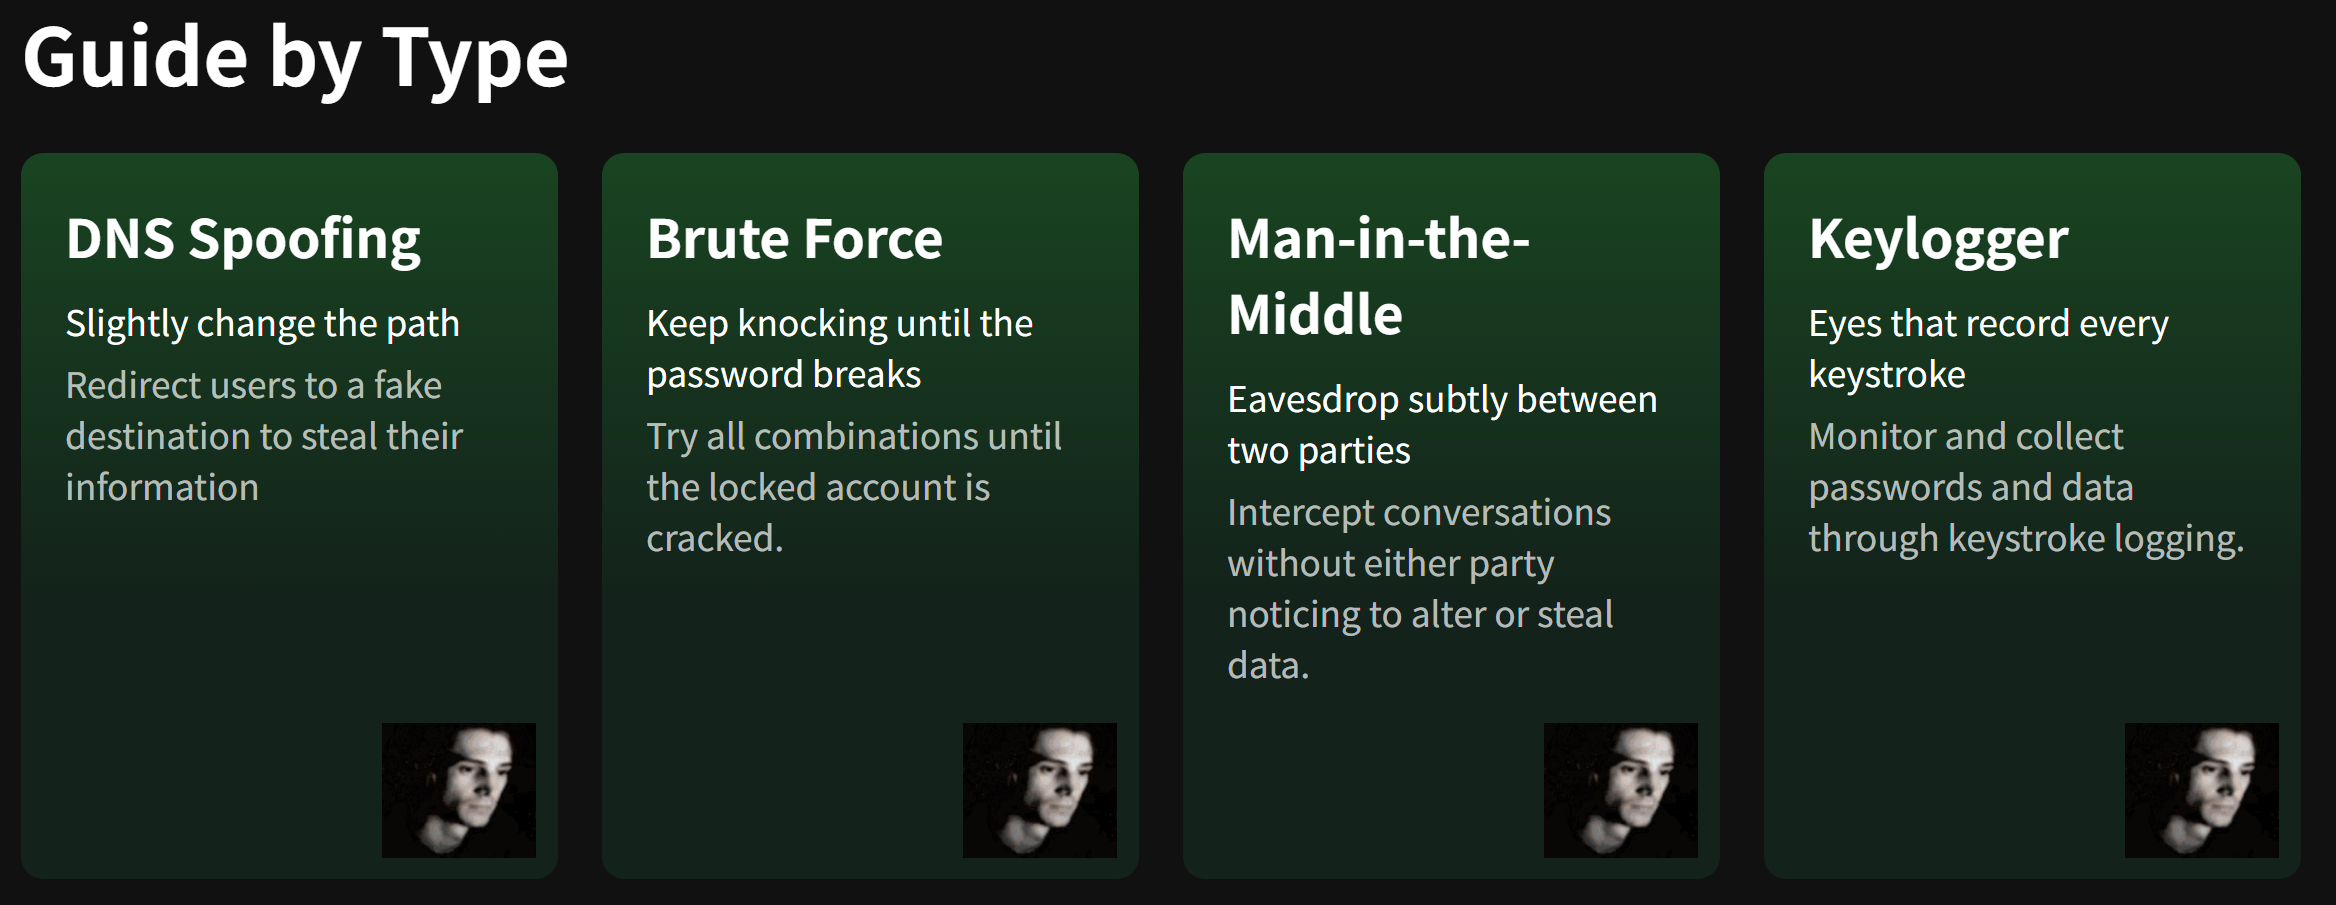 Guide by Type
DNS Spoofing
Slightly change the path
Redirect users to a fake
destination to steal their
information
Brute Force
Keep knocking until the
password breaks
Try all combinations until
the locked account is
cracked.
Man-in-the-
Middle
Eavesdrop subtly between
two parties
Intercept conversations
without either party
noticing to alter or steal
data.
Keylogger
Eyes that record every
keystroke
Monitor and collect
passwords and data
through keystroke logging.